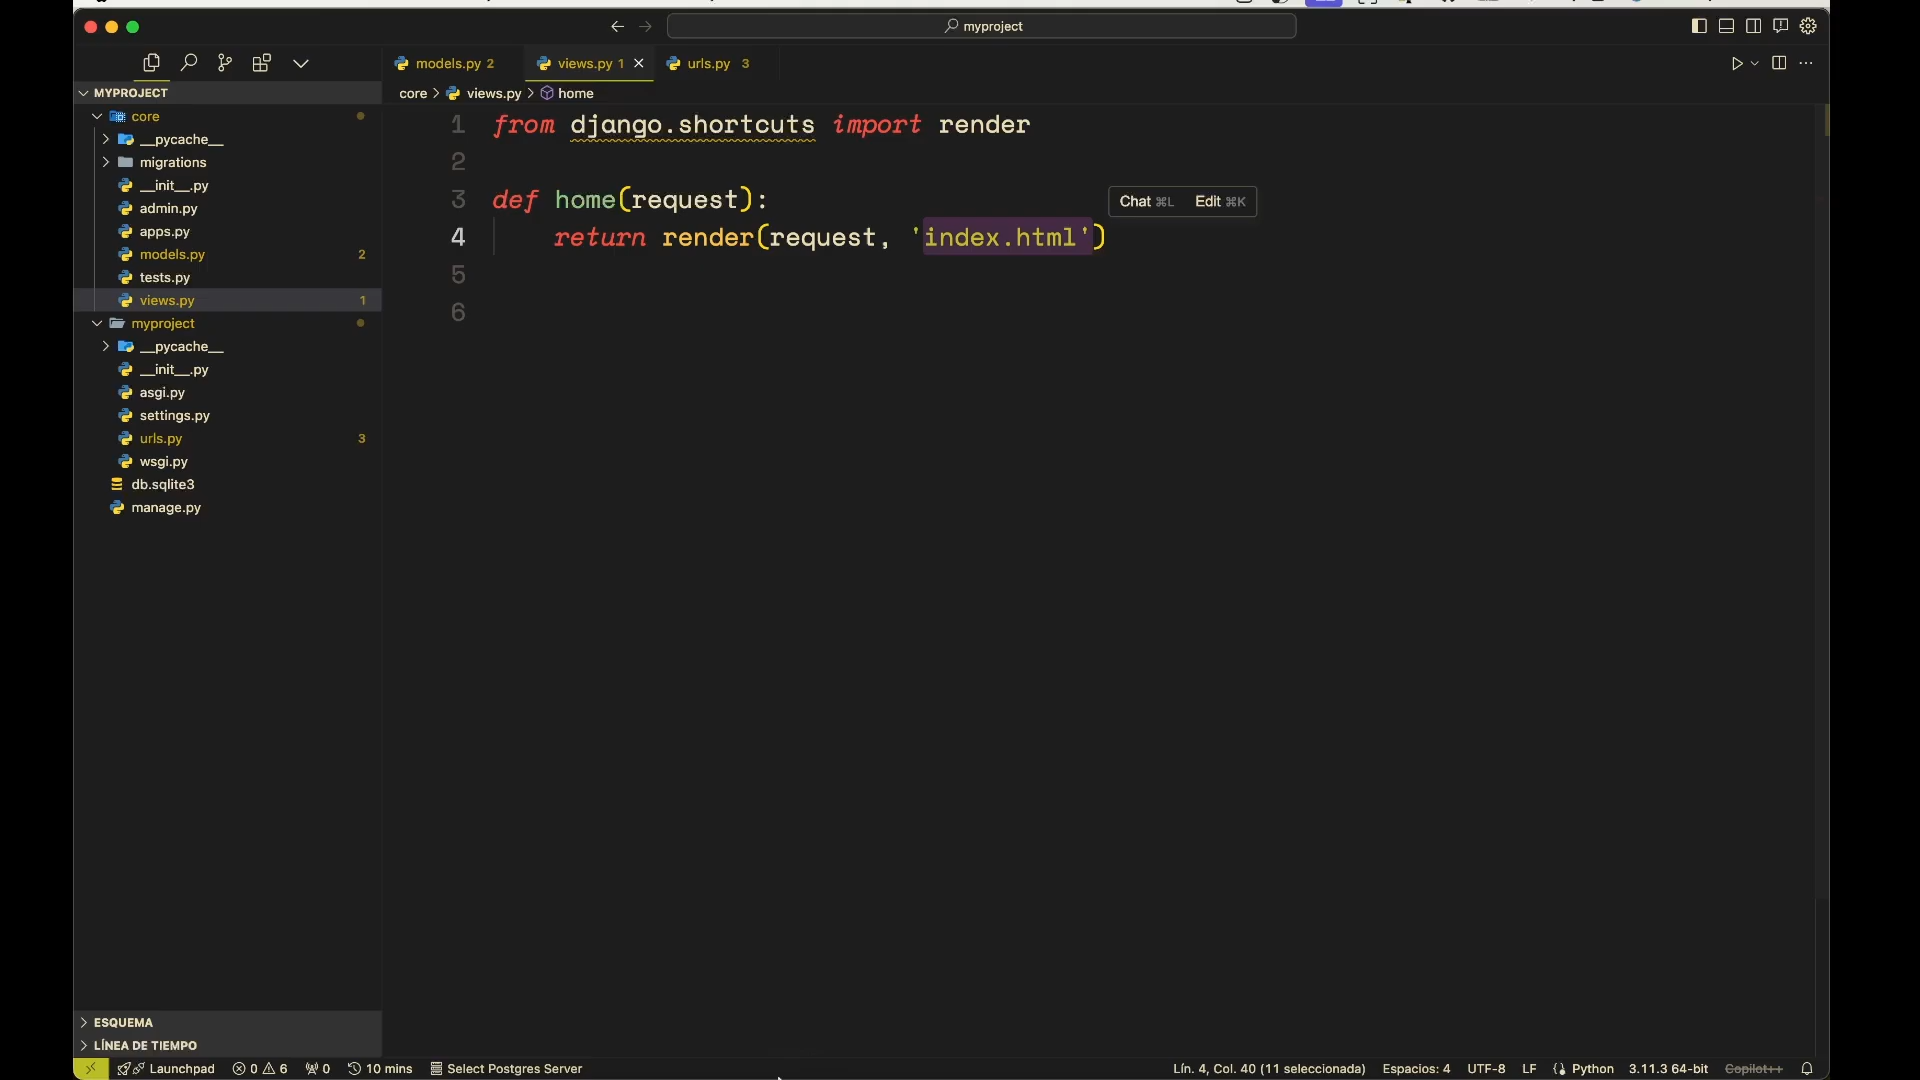 myproject
MYPROJECT
core
__pycache__
migrations
__init__.py
admin.py
apps.py
models.py 2
tests.py
views.py 1
myproject
__pycache__
__init__.py
asgi.py
settings.py
urls.py 3
wsgi.py
db.sqlite3
manage.py
ESQUEMA
LÍNEA DE TIEMPO
models.py 2 views.py 1 urls.py 3
core > views.py > home
1 from django.shortcuts import render
2
3 def home(request):
Chat ⌘L Edit ⌘K
4 return render(request, 'index.html')
5
6
Launchpad 0 6 0 10 mins Select Postgres Server Lín. 4, Col. 40 (11 seleccionada) Espacios: 4 UTF-8 LF Python 3.11.3 64-bit Copilot++